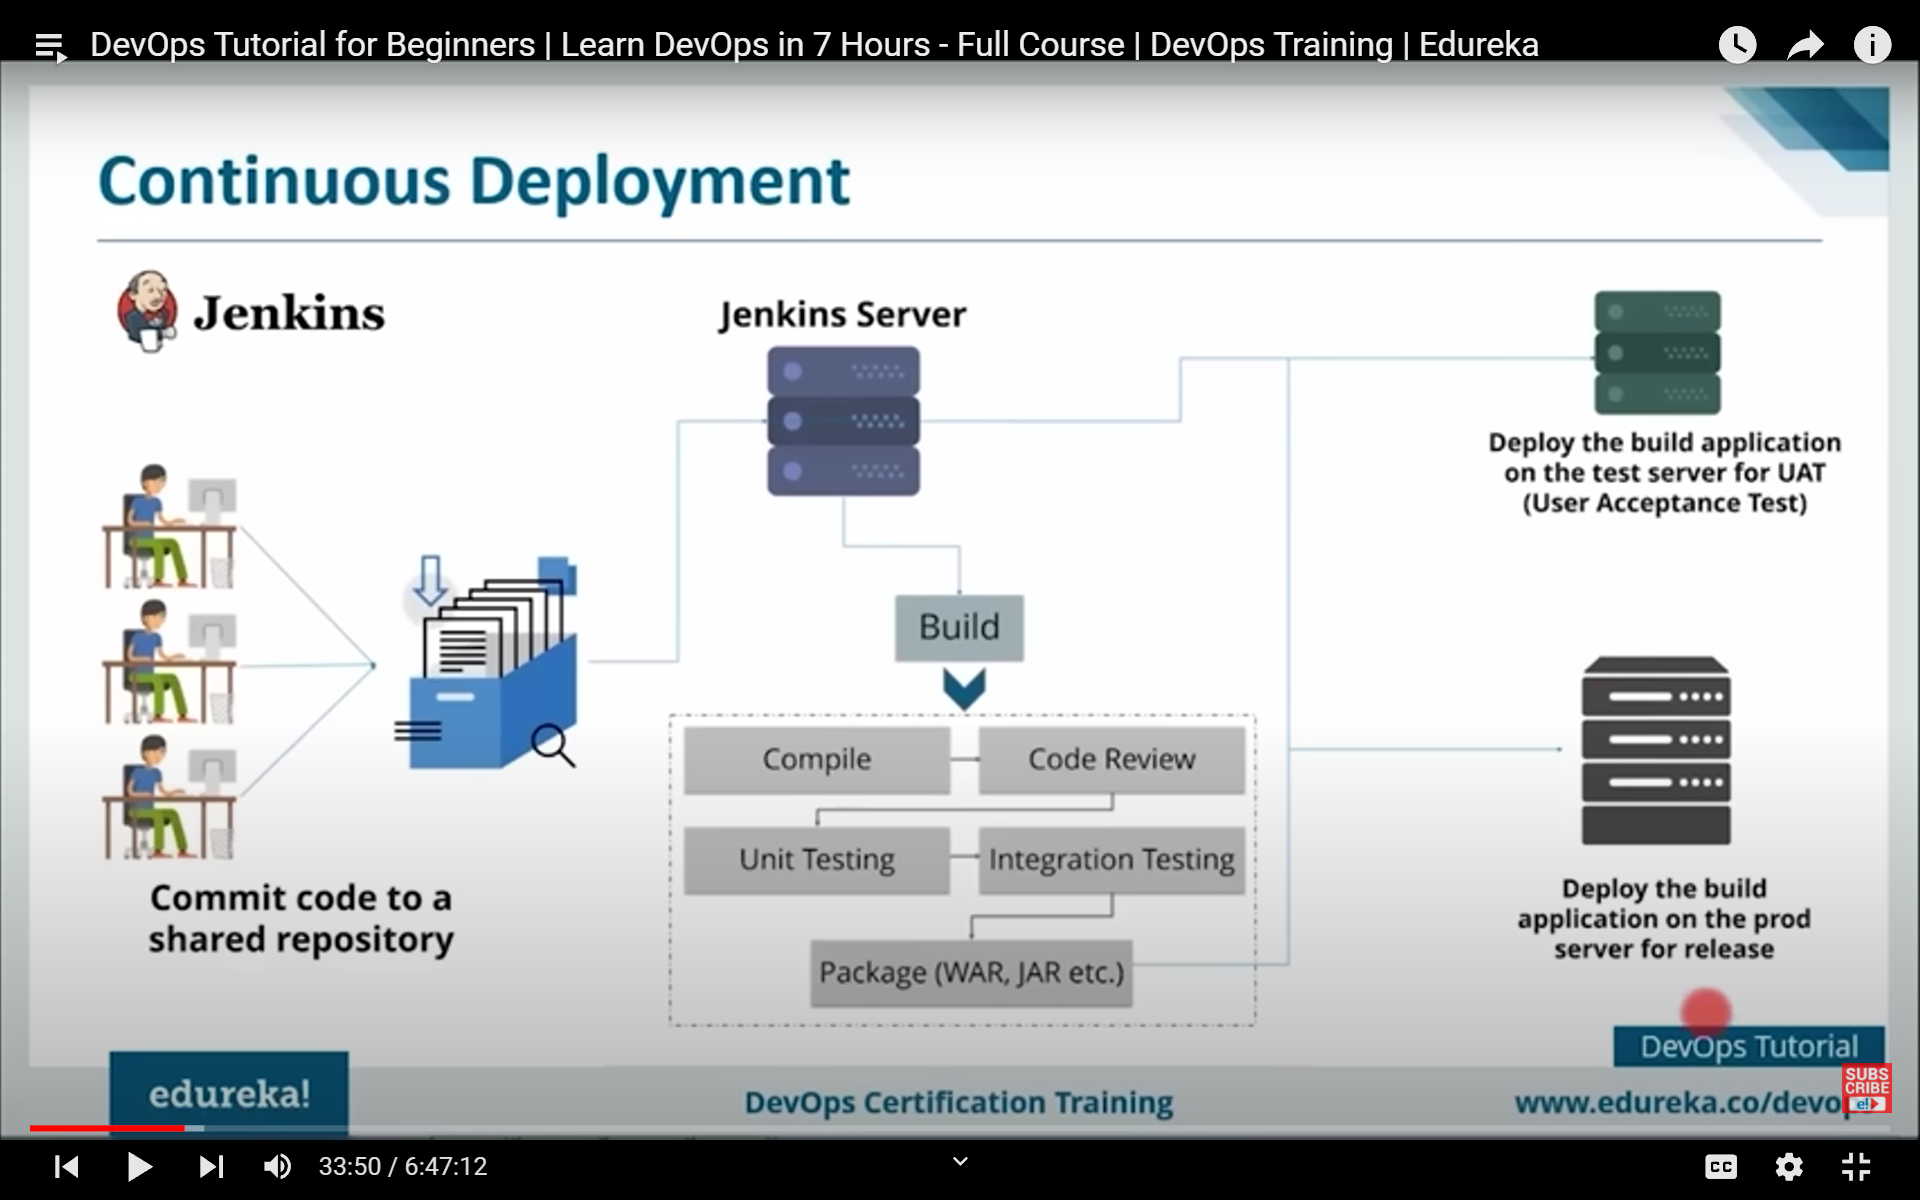 DevOps Tutorial for Beginners | Learn DevOps in 7 Hours - Full Course | DevOps Training | Edureka
Continuous Deployment
Jenkins
Jenkins Server
Deploy the build application
on the test server for UAT
(User Acceptance Test)
Build
Compile
Code Review
Unit Testing
Integration Testing
Package (WAR, JAR etc.)
Commit code to a
shared repository
Deploy the build
application on the prod
server for release
DevOps Tutorial
edureka!
DevOps Certification Training
www.edureka.co/devops
SUBS
CRIBE
e!
33:50 / 6:47:12
CC